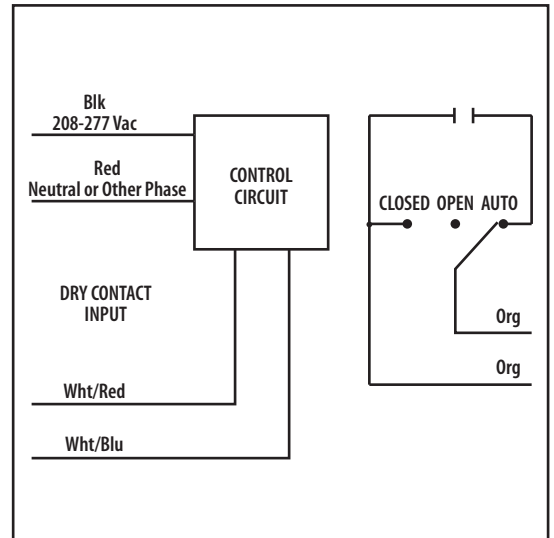 Blk
208-277 Vac
Red
Neutral or Other Phase
CONTROL
CIRCUIT
CLOSED OPEN AUTO
DRY CONTACT
INPUT
Org
Org
Wht/Red
Wht/Blu